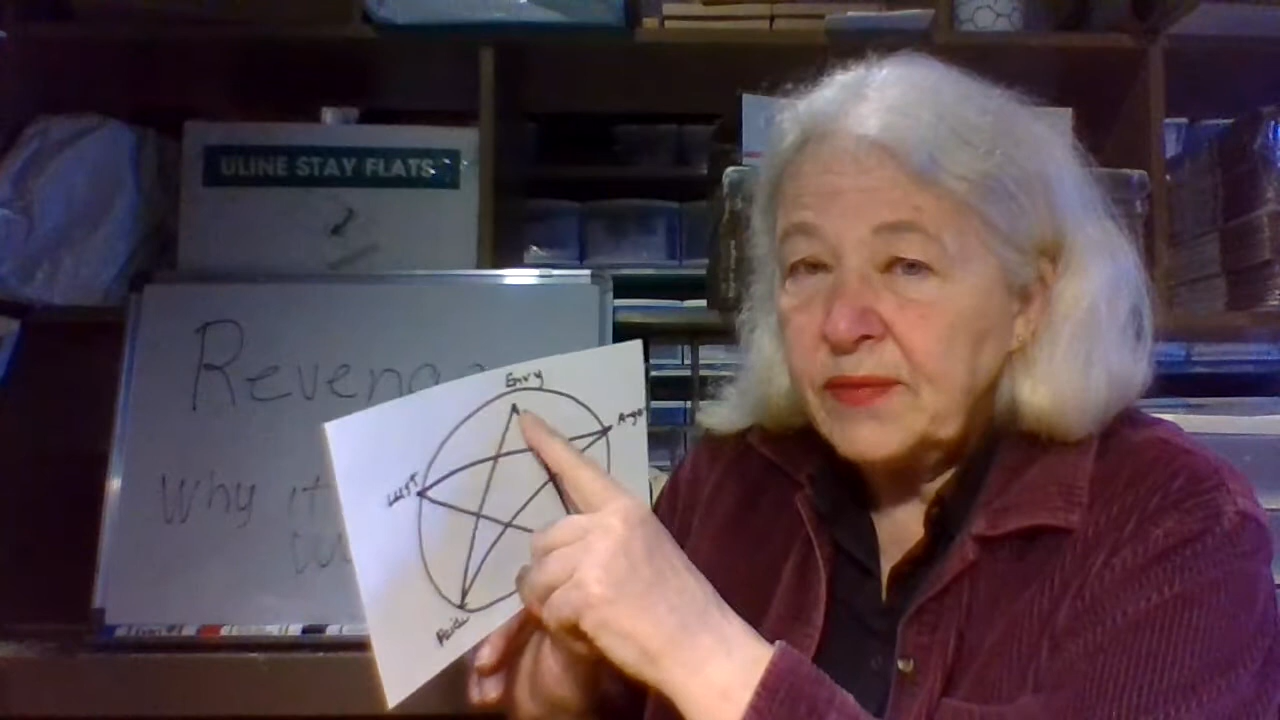 ULINE STAY FLATS
Revenge
Why it
Envy
Anger
Lust
Pride